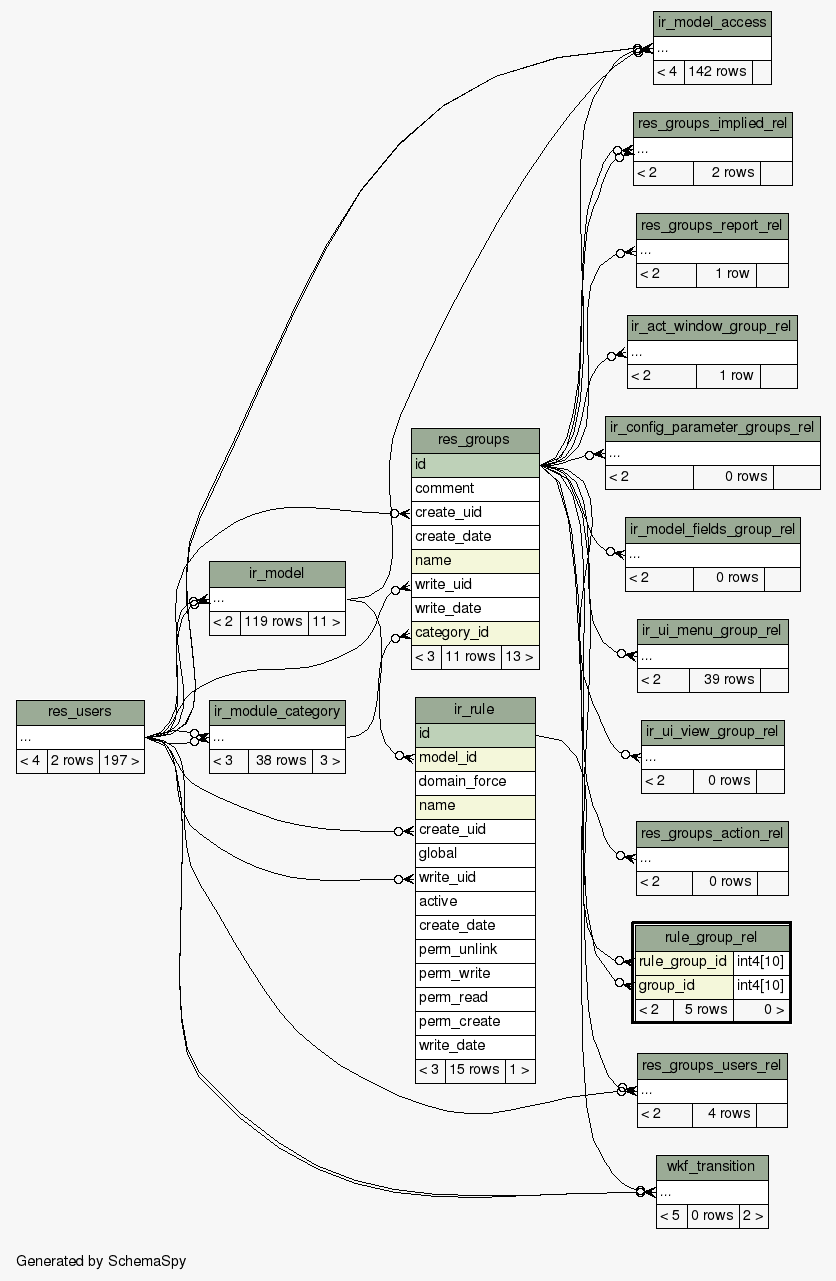 ir_model_access
...
< 4 142 rows
res_groups_implied_rel
...
< 2 2 rows
res_groups_report_rel
...
< 2 1 row
ir_act_window_group_rel
...
< 2 1 row
ir_config_parameter_groups_rel
...
< 2 0 rows
res_groups
id
comment
create_uid
create_date
name
write_uid
write_date
category_id
< 3 11 rows 13 >
ir_model_fields_group_rel
...
< 2 0 rows
ir_model
...
< 2 119 rows 11 >
ir_ui_menu_group_rel
...
< 2 39 rows
res_users
...
< 4 2 rows 197 >
ir_module_category
...
< 3 38 rows 3 >
ir_rule
id
model_id
domain_force
name
create_uid
global
write_uid
active
create_date
perm_unlink
perm_write
perm_read
perm_create
write_date
< 3 15 rows 1 >
ir_ui_view_group_rel
...
< 2 0 rows
res_groups_action_rel
...
< 2 0 rows
rule_group_rel
rule_group_id int4[10]
group_id int4[10]
< 2 5 rows 0 >
res_groups_users_rel
...
< 2 4 rows
wkf_transition
...
< 5 0 rows 2 >
Generated by SchemaSpy